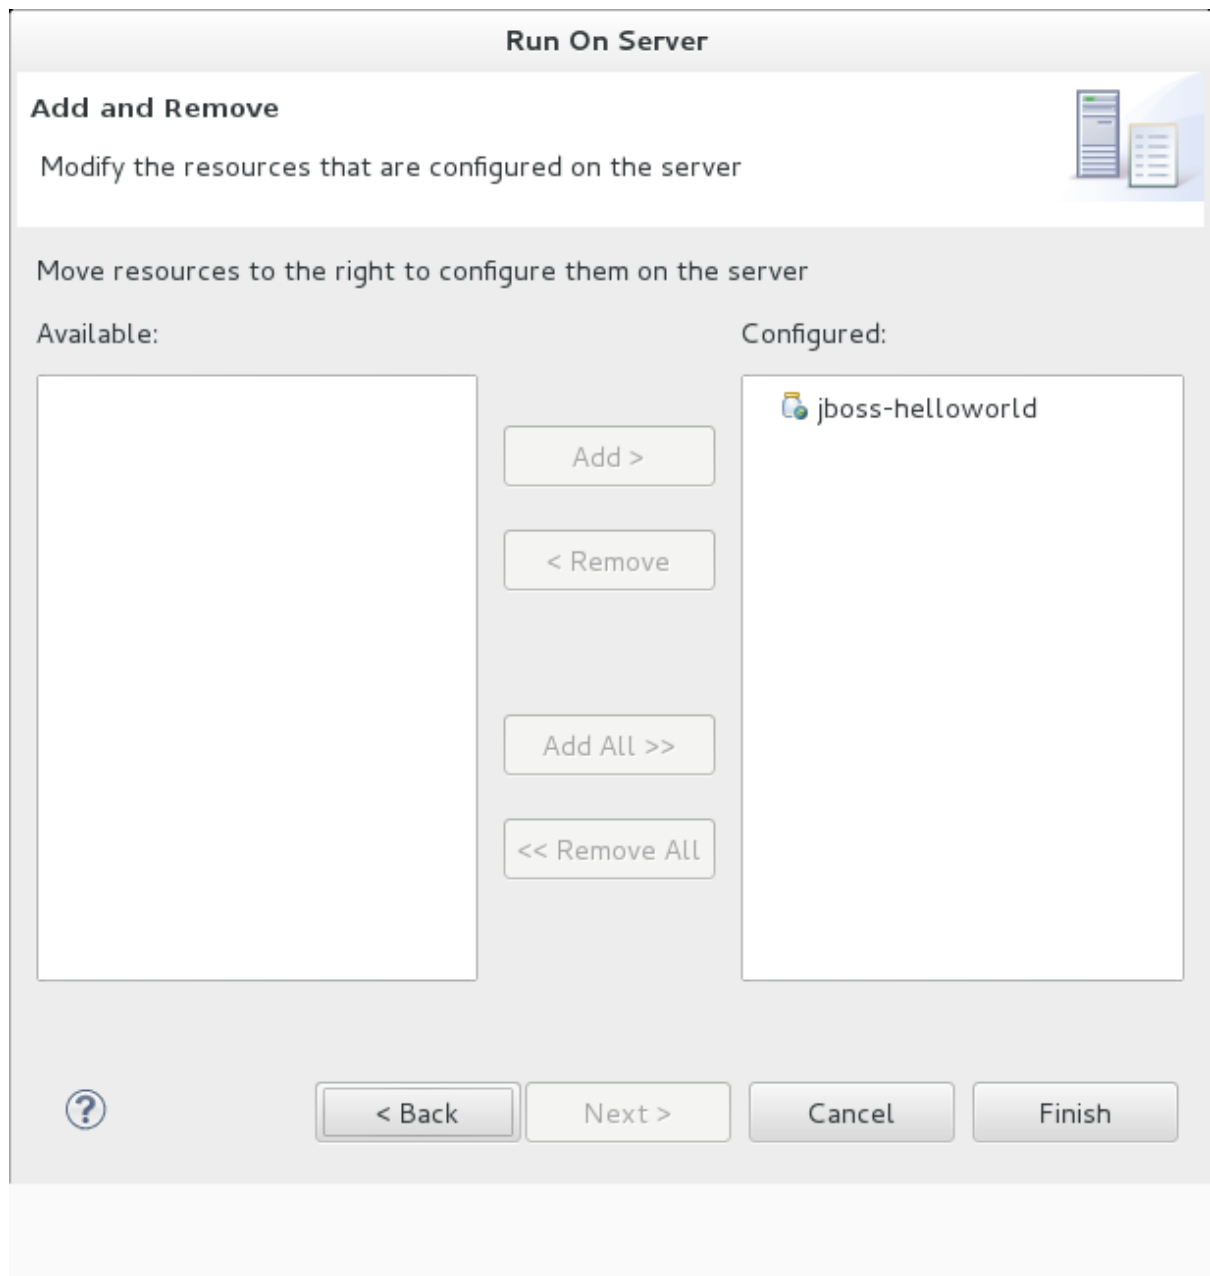 Run On Server
Add and Remove
Modify the resources that are configured on the server
Move resources to the right to configure them on the server
Available:
Configured:
jboss-helloworld
Add >
< Remove
Add All >>
<< Remove All
?
< Back
Next >
Cancel
Finish